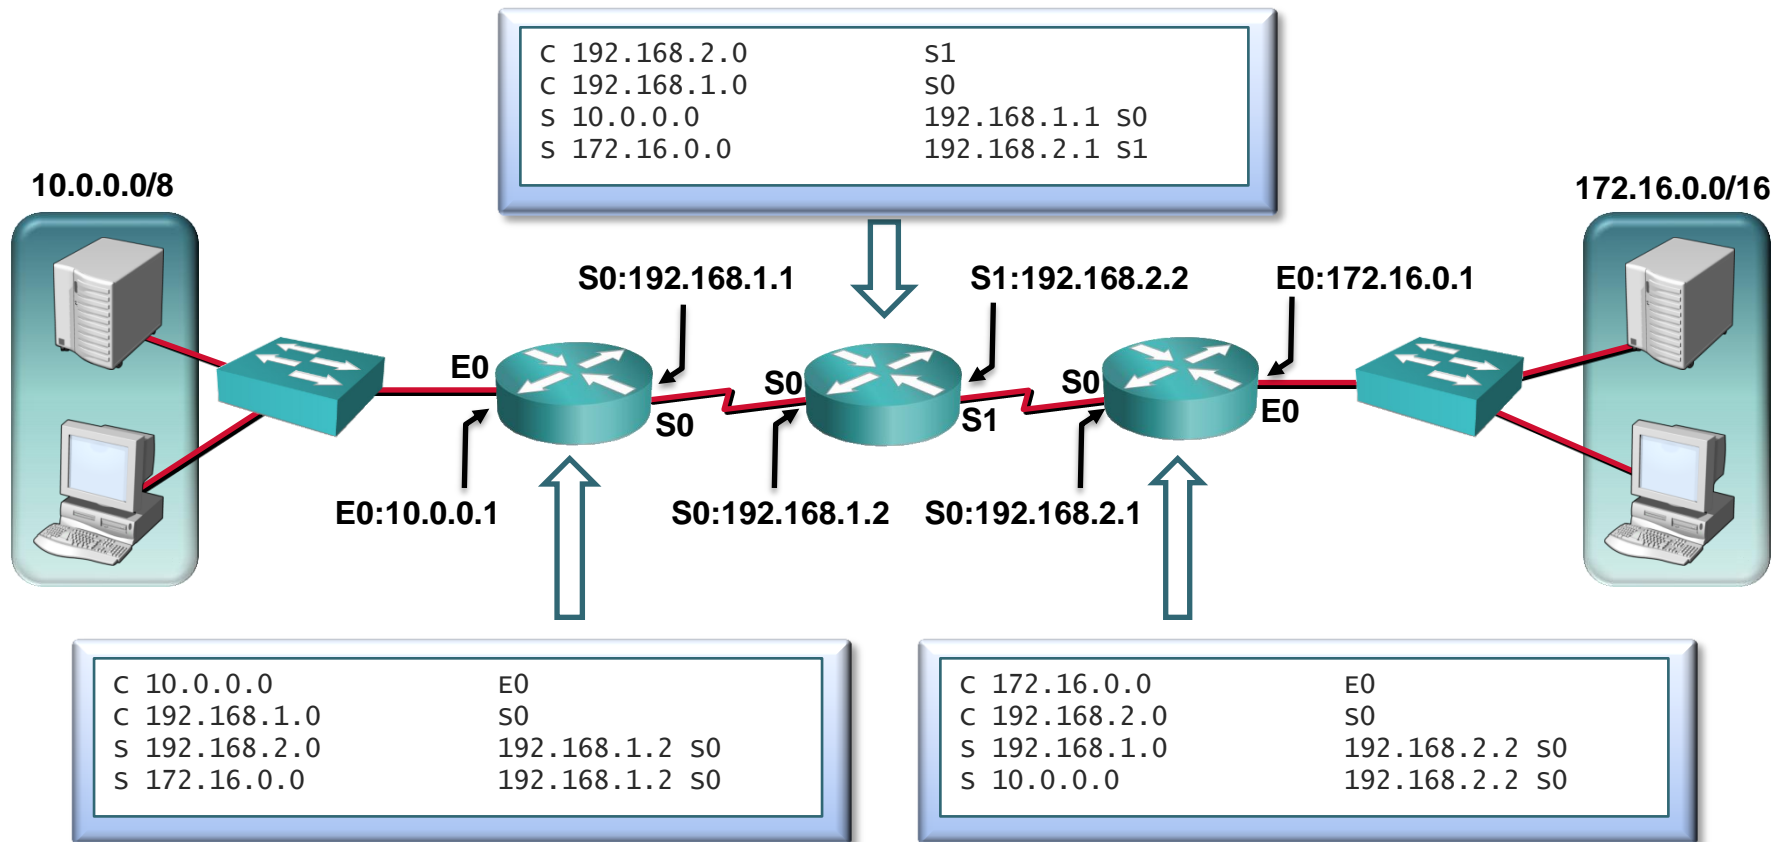 C 192.168.2.0 S1
C 192.168.1.0 S0
S 10.0.0.0 192.168.1.1 S0
S 172.16.0.0 192.168.2.1 S1
10.0.0.0/8
172.16.0.0/16
S0:192.168.1.1
S1:192.168.2.2
E0:172.16.0.1
E0
S0
S0
S1
S0
E0
E0:10.0.0.1
S0:192.168.1.2
S0:192.168.2.1
C 10.0.0.0 E0
C 192.168.1.0 S0
S 192.168.2.0 192.168.1.2 S0
S 172.16.0.0 192.168.1.2 S0
C 172.16.0.0 E0
C 192.168.2.0 S0
S 192.168.1.0 192.168.2.2 S0
S 10.0.0.0 192.168.2.2 S0